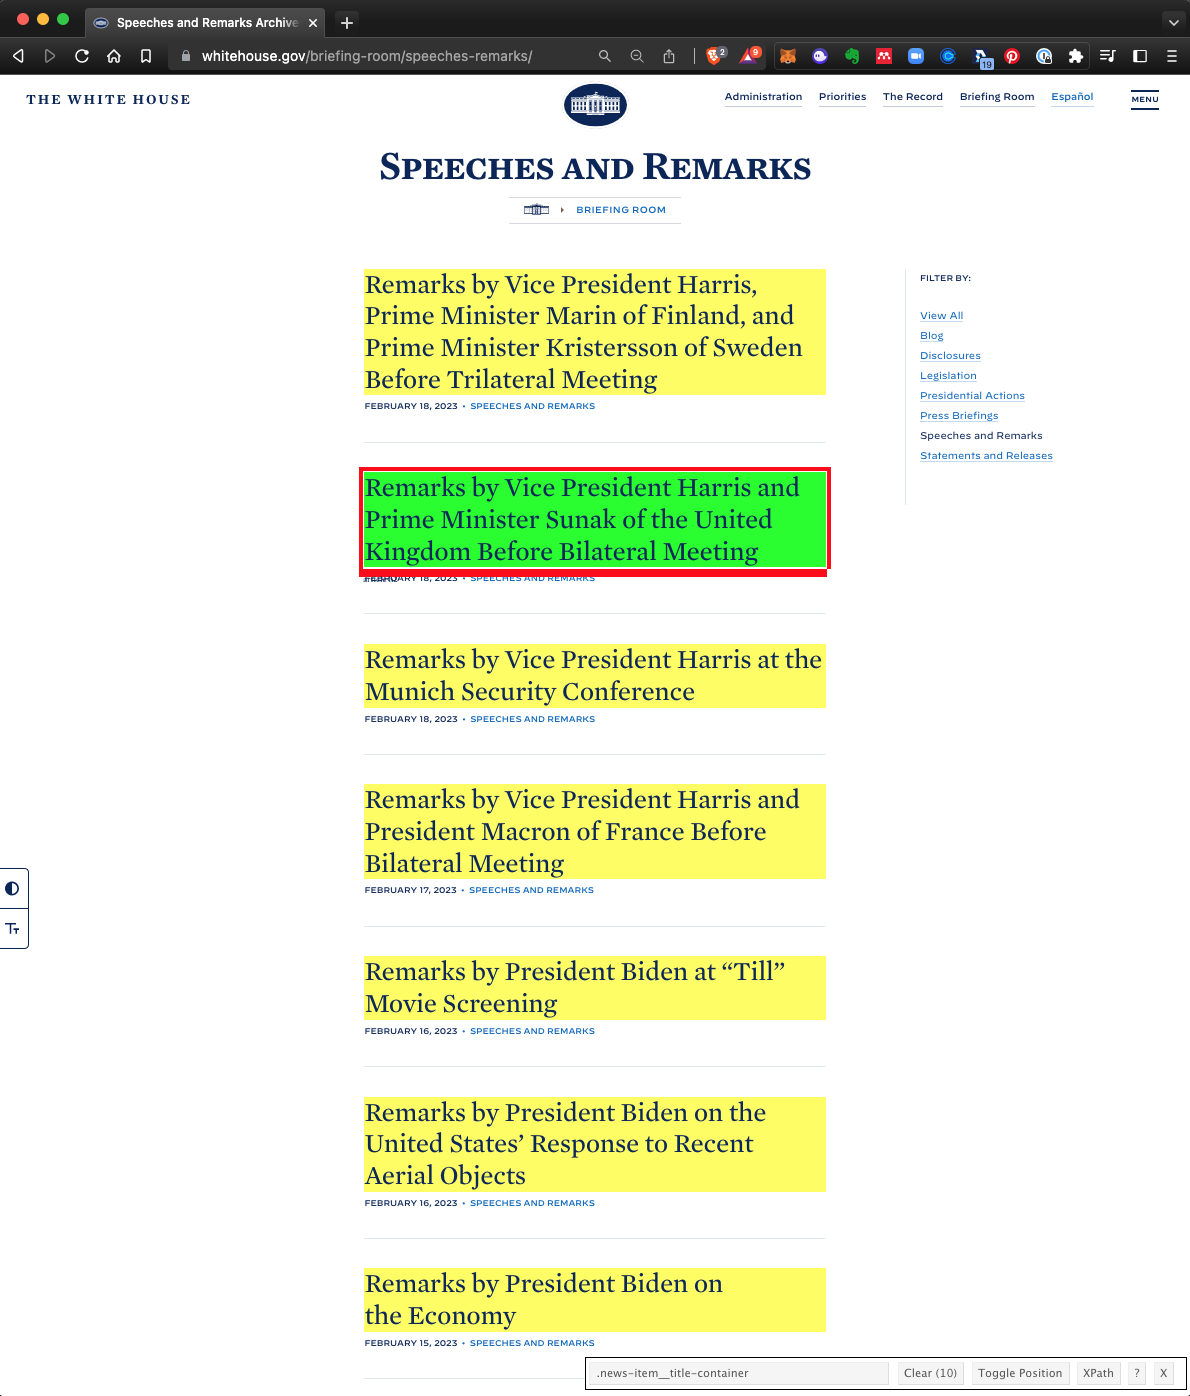 Speeches and Remarks Archive
whitehouse.gov/briefing-room/speeches-remarks/
2
9
19
THE WHITE HOUSE
Administration
Priorities
The Record
Briefing Room
Español
MENU
SPEECHES AND REMARKS
BRIEFING ROOM
Remarks by Vice President Harris,
Prime Minister Marin of Finland, and
Prime Minister Kristersson of Sweden
Before Trilateral Meeting
FEBRUARY 18, 2023 • SPEECHES AND REMARKS
Remarks by Vice President Harris and
Prime Minister Sunak of the United
Kingdom Before Bilateral Meeting
FEBRUARY 18, 2023 • SPEECHES AND REMARKS
Remarks by Vice President Harris at the
Munich Security Conference
FEBRUARY 18, 2023 • SPEECHES AND REMARKS
Remarks by Vice President Harris and
President Macron of France Before
Bilateral Meeting
FEBRUARY 17, 2023 • SPEECHES AND REMARKS
Remarks by President Biden at “Till”
Movie Screening
FEBRUARY 16, 2023 • SPEECHES AND REMARKS
Remarks by President Biden on the
United States’ Response to Recent
Aerial Objects
FEBRUARY 16, 2023 • SPEECHES AND REMARKS
Remarks by President Biden on
the Economy
FEBRUARY 15, 2023 • SPEECHES AND REMARKS
FILTER BY:
View All
Blog
Disclosures
Legislation
Presidential Actions
Press Briefings
Speeches and Remarks
Statements and Releases
Tт
.news-item__title-container
Clear (10)
Toggle Position
XPath
?
X